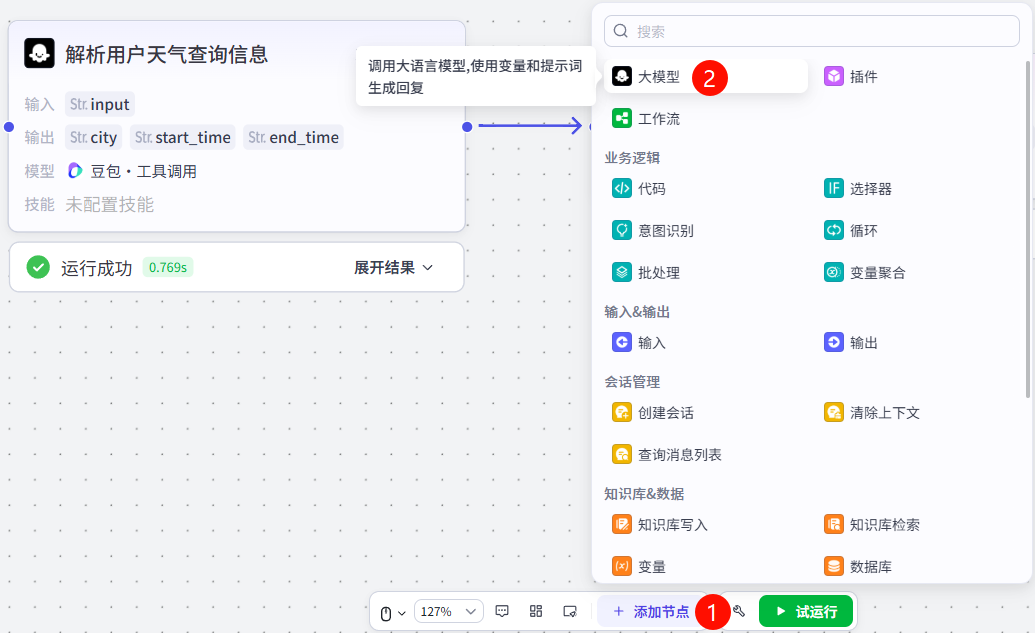 解析用户天气查询信息
输入 Str. input
输出 Str. city Str. start_time Str. end_time
模型 豆包·工具调用
技能 未配置技能
运行成功 0.769s 展开结果
调用大语言模型,使用变量和提示词
生成回复
搜索
大模型 2 插件
工作流
业务逻辑
代码 IF 选择器
意图识别 循环
批处理 变量聚合
输入&输出
输入 输出
会话管理
创建会话 清除上下文
查询消息列表
知识库&数据
知识库写入 知识库检索
(x) 变量 数据库
127% + 添加节点 1 试运行